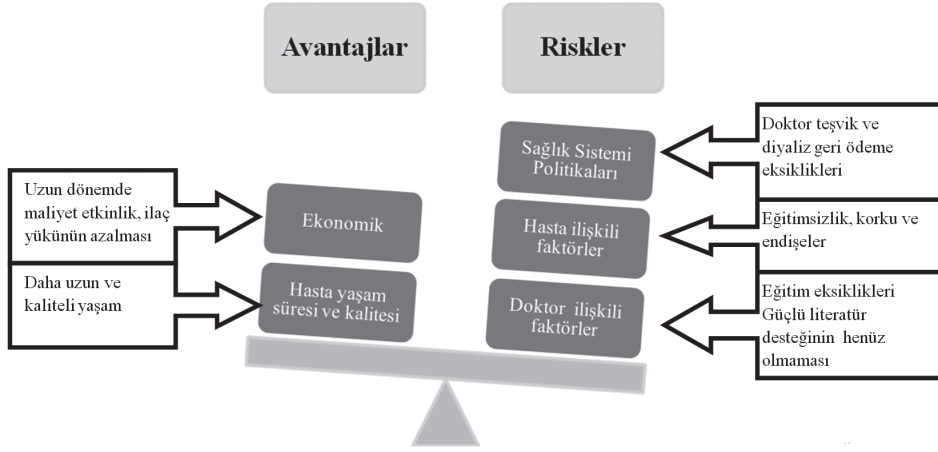 Avantajlar
Riskler
Uzun dönemde
maliyet etkinlik, ilaç
yükünün azalması
Daha uzun ve
kaliteli yaşam
Ekonomik
Hasta yaşam
süresi ve kalitesi
Sağlık Sistemi
Politikaları
Hasta ilişkili
faktörler
Doktor ilişkili
faktörler
Doktor teşvik ve
diyaliz geri ödeme
eksiklikleri
Eğitimsizlik, korku ve
endişeler
Eğitim eksiklikleri
Güçlü literatür
desteğinin henüz
olmaması